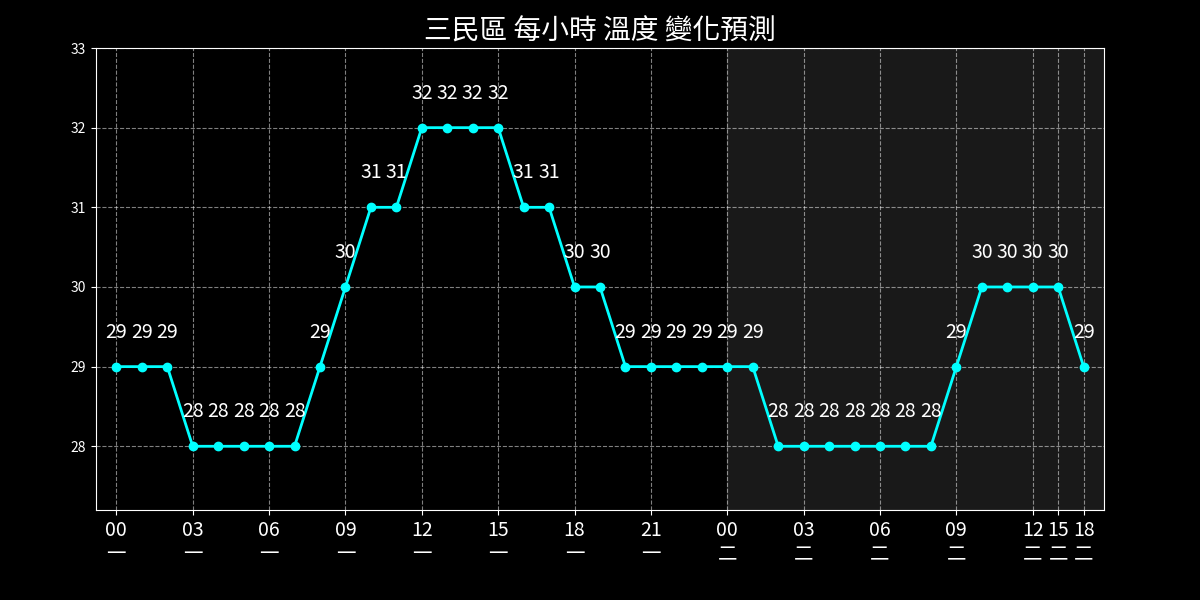 三民區 每小時 溫度 變化預測
33
32 32 32 32
32
31 31 31 31
31
30 30 30 30 30 30 30
30
29 29 29 29 29 29 29 29 29 29 29 29
29
28 28 28 28 28 28 28 28 28 28 28 28
28
00 03 06 09 12 15 18 21 00 03 06 09 12 15 18
一 一 一 一 一 一 一 一 二 二 二 二 二 二 二